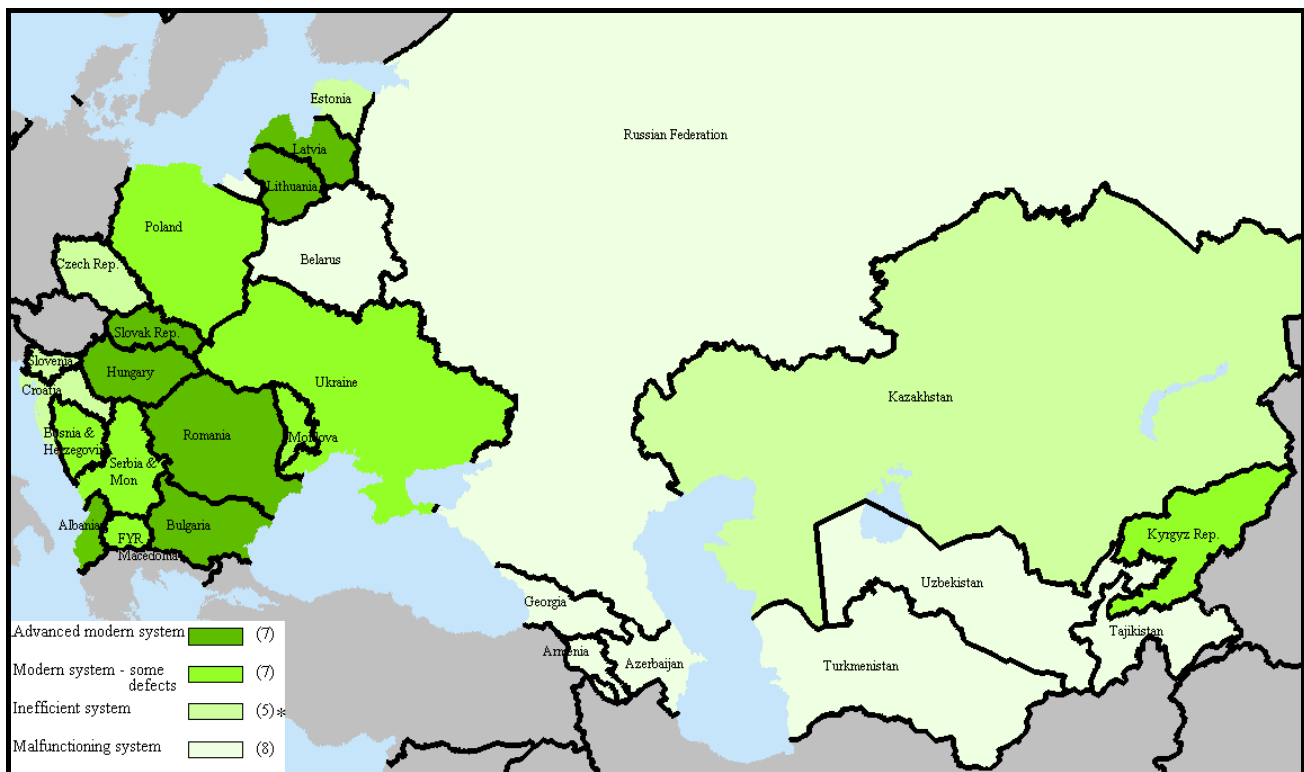 Estonia
Russian Federation
Latvia
Lithuania
Poland
Belarus
Czech Rep.
Slovak Rep.
Slovenia
Hungary
Ukraine
Croatia
Kazakhstan
Romania
Moldova
Bosnia &
Herzegovin
Serbia &
Mon
Albania
Bulgaria
FYR
Macedonia
Kyrgyz Rep.
Uzbekistan
Georgia
Tajikistan
Armenia
Azerbaijan
Turkmenistan
Advanced modern system (7)
Modern system - some (7)
defects
Inefficient system (5)*
Malfunctioning system (8)